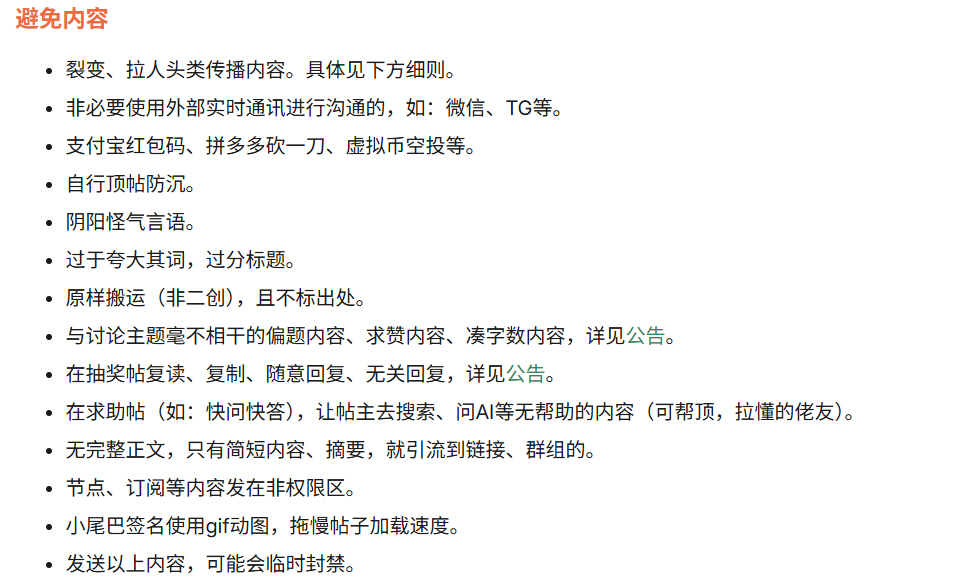 避免内容
裂变、拉人头类传播内容。具体见下方细则。
非必要使用外部实时通讯进行沟通的，如：微信、TG等。
支付宝红包码、拼多多砍一刀、虚拟币空投等。
自行顶帖防沉。
阴阳怪气言语。
过于夸大其词，过分标题。
原样搬运（非二创），且不标出处。
与讨论主题毫不相干的偏题内容、求赞内容、凑字数内容，详见公告。
在抽奖帖复读、复制、随意回复、无关回复，详见公告。
在求助帖（如：快问快答），让帖主去搜索、问AI等无帮助的内容（可帮顶，拉懂的佬友）。
无完整正文，只有简短内容、摘要，就引流到链接、群组的。
节点、订阅等内容发在非权限区。
小尾巴签名使用gif动图，拖慢帖子加载速度。
发送以上内容，可能会临时封禁。